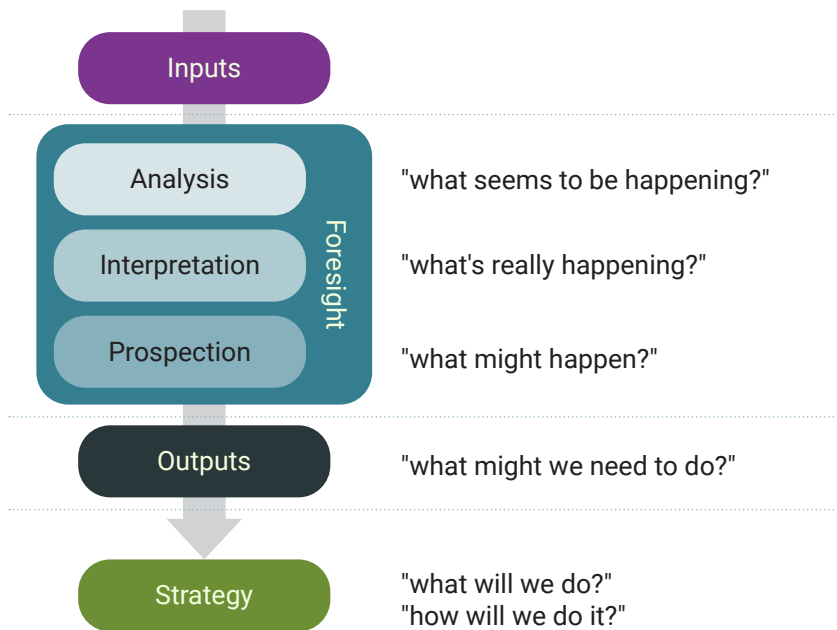 Inputs
Analysis
"what seems to be happening?"
Interpretation
"what's really happening?"
Foresight
Prospection
"what might happen?"
Outputs
"what might we need to do?"
Strategy
"what will we do?"
"how will we do it?"